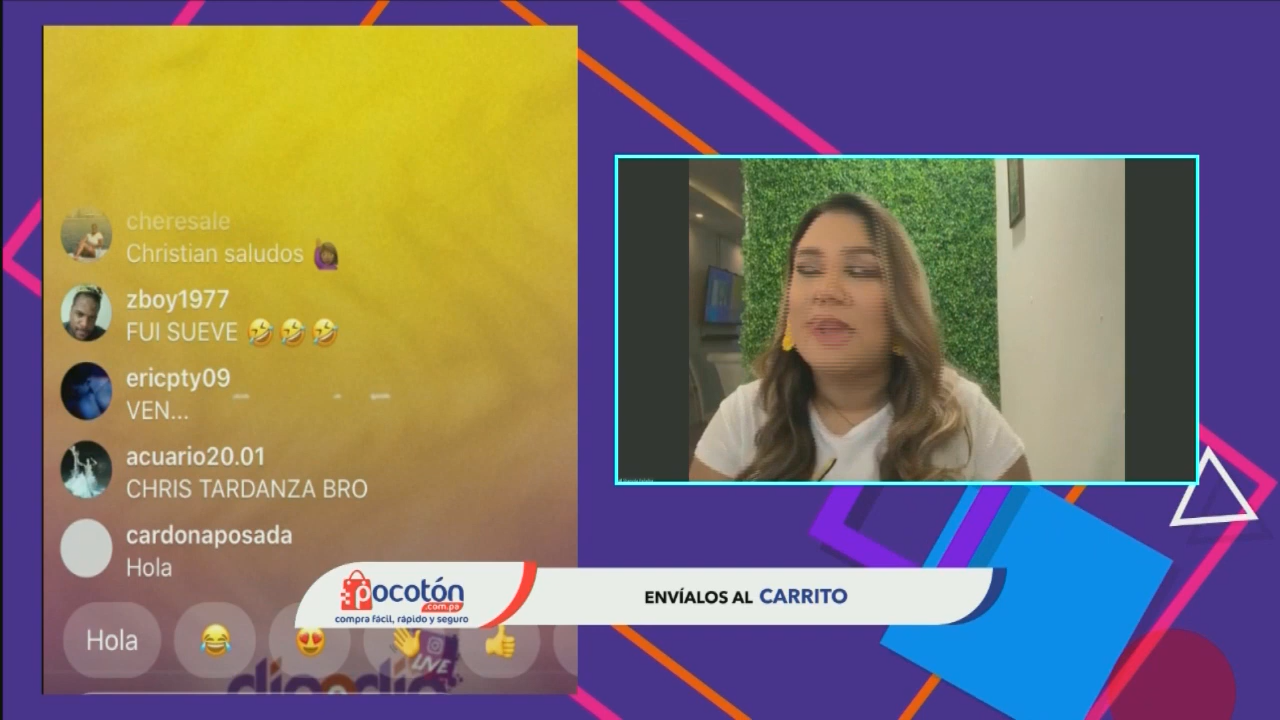 cheresale
Christian saludos
zboy1977
FUI SUEVE
ericpty09
VEN...
acuario20.01
CHRIS TARDANZA BRO
cardonaposada
Hola
pocotón
.com.pa
compra fácil, rápido y seguro
ENVÍALOS AL CARRITO
Hola
LIVE